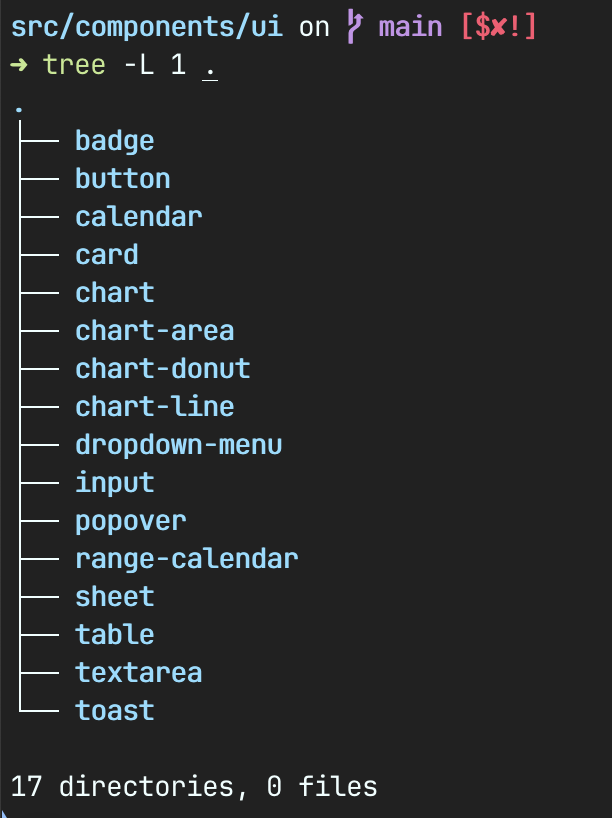 src/components/ui on  main [$✘!]
➜ tree -L 1 .
.
├── badge
├── button
├── calendar
├── card
├── chart
├── chart-area
├── chart-donut
├── chart-line
├── dropdown-menu
├── input
├── popover
├── range-calendar
├── sheet
├── table
├── textarea
└── toast

17 directories, 0 files